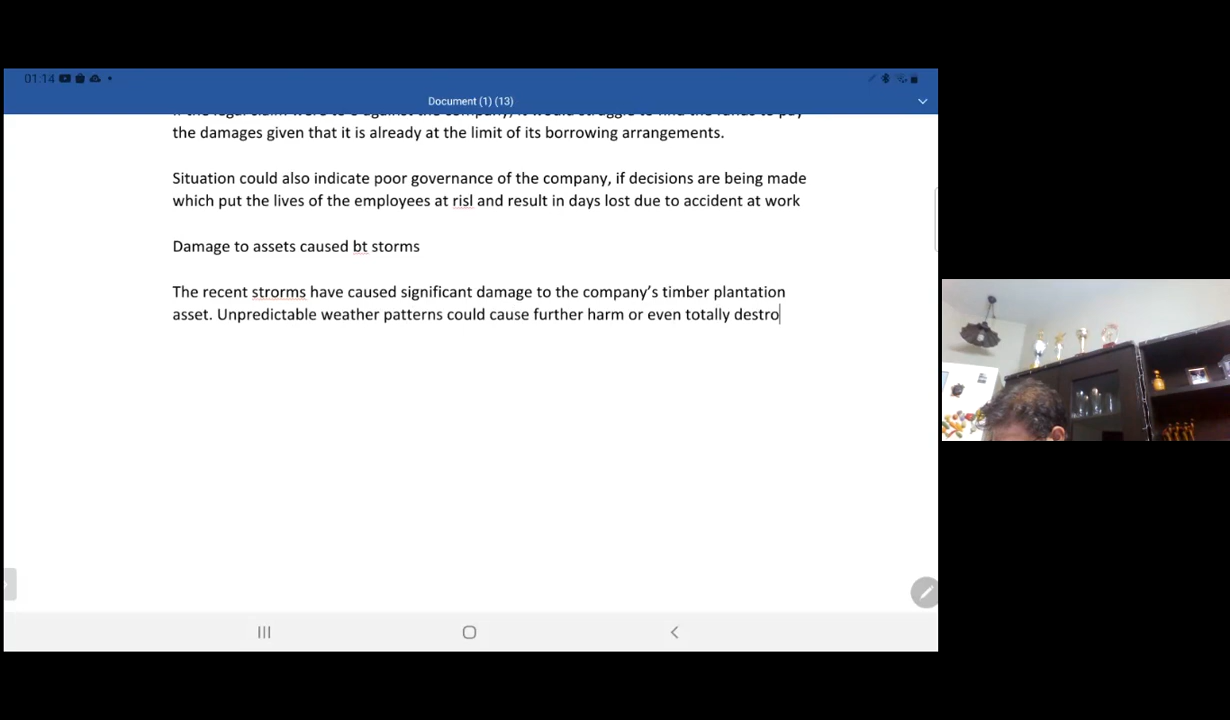 01:14
Document (1) (13)
the damages given that it is already at the limit of its borrowing arrangements.
Situation could also indicate poor governance of the company, if decisions are being made
which put the lives of the employees at risl and result in days lost due to accident at work
Damage to assets caused bt storms
The recent strorms have caused significant damage to the company's timber plantation
asset. Unpredictable weather patterns could cause further harm or even totally destro